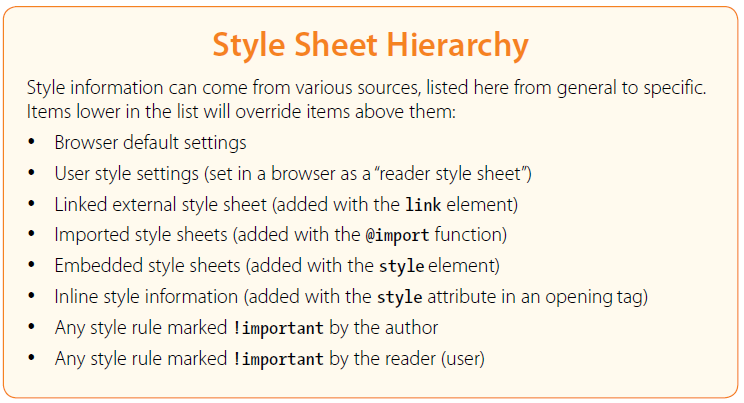 Style Sheet Hierarchy
Style information can come from various sources, listed here from general to specific.
Items lower in the list will override items above them:
• Browser default settings
• User style settings (set in a browser as a “reader style sheet”)
• Linked external style sheet (added with the link element)
• Imported style sheets (added with the @import function)
• Embedded style sheets (added with the style element)
• Inline style information (added with the style attribute in an opening tag)
• Any style rule marked !important by the author
• Any style rule marked !important by the reader (user)